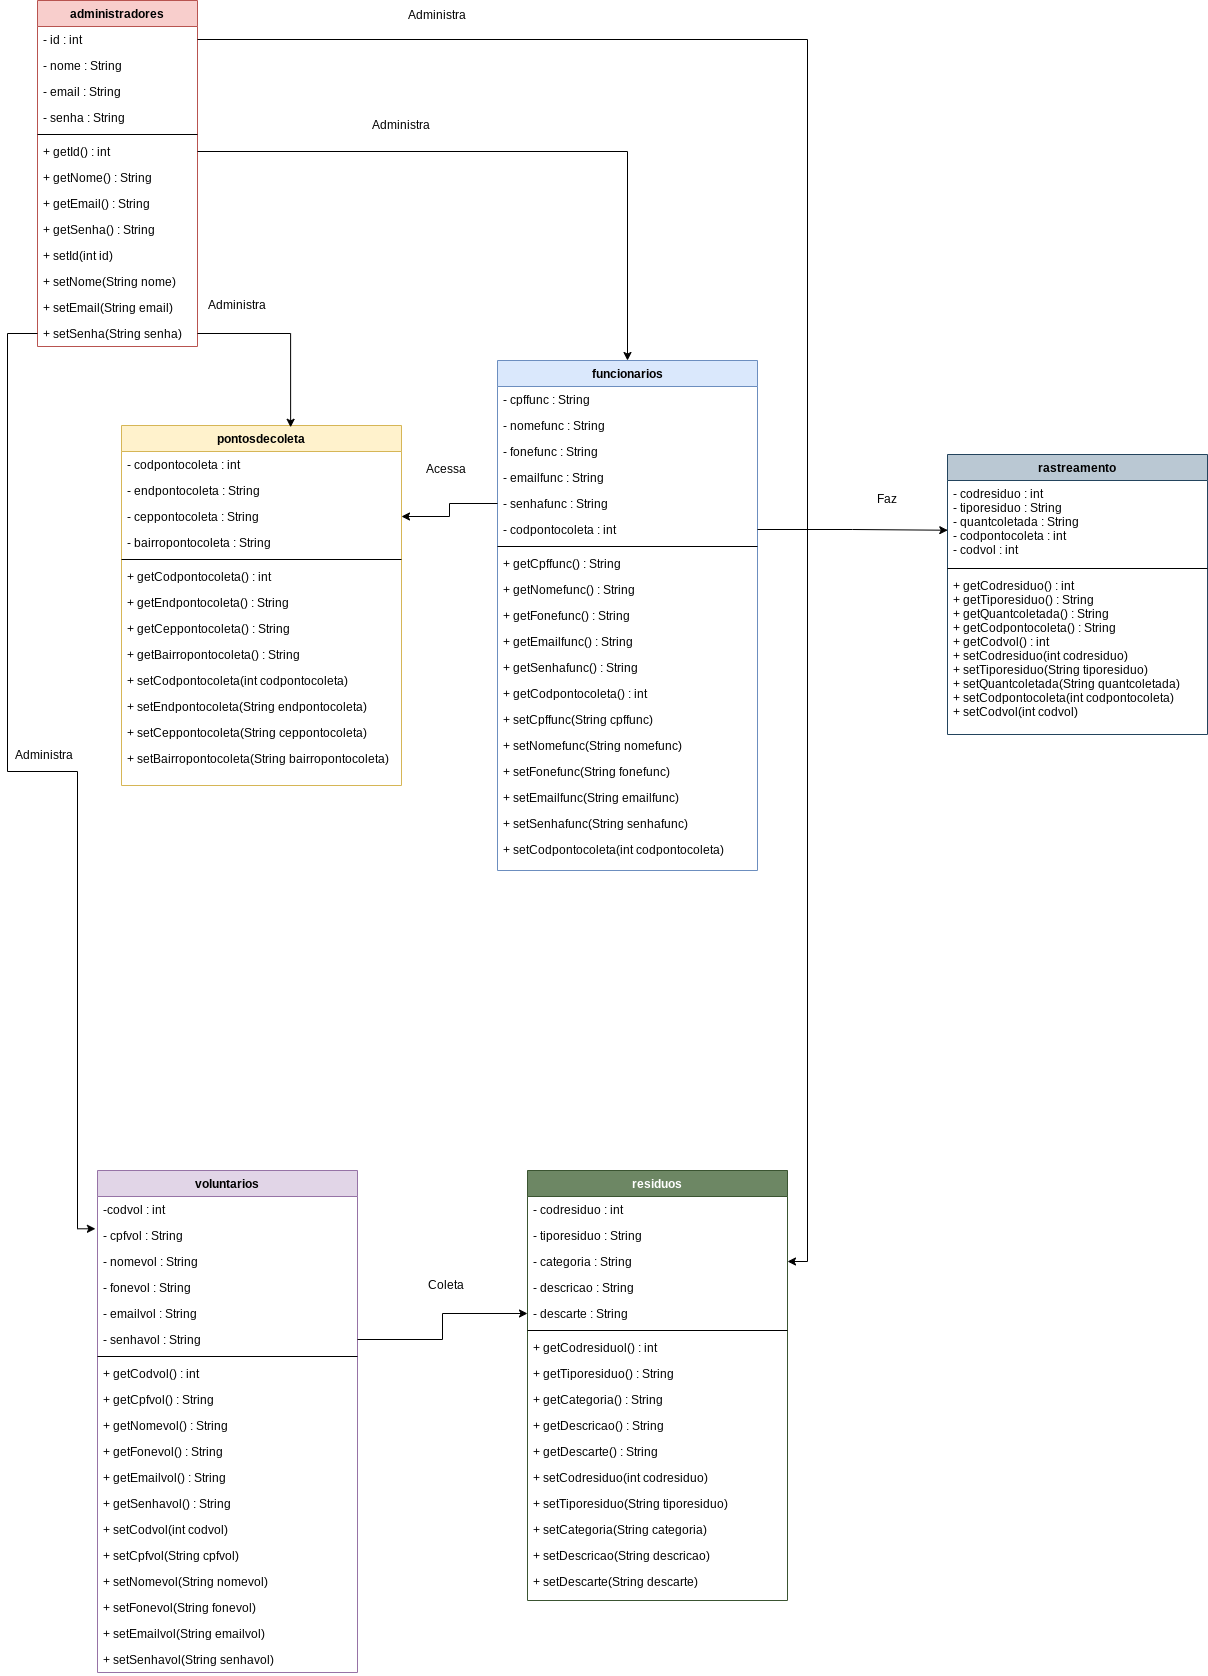 administradores
- id : int
- nome : String
- email : String
- senha : String
+ getId() : int
+ getNome() : String
+ getEmail() : String
+ getSenha() : String
+ setId(int id)
+ setNome(String nome)
+ setEmail(String email)
+ setSenha(String senha)
Administra
Administra
Administra
Administra
pontosdecoleta
- codpontocoleta : int
- endpontocoleta : String
- ceppontocoleta : String
- bairropontocoleta : String
+ getCodpontocoleta() : int
+ getEndpontocoleta() : String
+ getCeppontocoleta() : String
+ getBairropontocoleta() : String
+ setCodpontocoleta(int codpontocoleta)
+ setEndpontocoleta(String endpontocoleta)
+ setCeppontocoleta(String ceppontocoleta)
+ setBairropontocoleta(String bairropontocoleta)
Acessa
funcionarios
- cpffunc : String
- nomefunc : String
- fonefunc : String
- emailfunc : String
- senhafunc : String
- codpontocoleta : int
+ getCpffunc() : String
+ getNomefunc() : String
+ getFonefunc() : String
+ getEmailfunc() : String
+ getSenhafunc() : String
+ getCodpontocoleta() : int
+ setCpffunc(String cpffunc)
+ setNomefunc(String nomefunc)
+ setFonefunc(String fonefunc)
+ setEmailfunc(String emailfunc)
+ setSenhafunc(String senhafunc)
+ setCodpontocoleta(int codpontocoleta)
Faz
rastreamento
- codresiduo : int
- tiporesiduo : String
- quantcoletada : String
- codpontocoleta : int
- codvol : int
+ getCodresiduo() : int
+ getTiporesiduo() : String
+ getQuantcoletada() : String
+ getCodpontocoleta() : String
+ getCodvol() : int
+ setCodresiduo(int codresiduo)
+ setTiporesiduo(String tiporesiduo)
+ setQuantcoletada(String quantcoletada)
+ setCodpontocoleta(int codpontocoleta)
+ setCodvol(int codvol)
voluntarios
-codvol : int
- cpfvol : String
- nomevol : String
- fonevol : String
- emailvol : String
- senhavol : String
+ getCodvol() : int
+ getCpfvol() : String
+ getNomevol() : String
+ getFonevol() : String
+ getEmailvol() : String
+ getSenhavol() : String
+ setCodvol(int codvol)
+ setCpfvol(String cpfvol)
+ setNomevol(String nomevol)
+ setFonevol(String fonevol)
+ setEmailvol(String emailvol)
+ setSenhavol(String senhavol)
Coleta
residuos
- codresiduo : int
- tiporesiduo : String
- categoria : String
- descricao : String
- descarte : String
+ getCodresiduol() : int
+ getTiporesiduo() : String
+ getCategoria() : String
+ getDescricao() : String
+ getDescarte() : String
+ setCodresiduo(int codresiduo)
+ setTiporesiduo(String tiporesiduo)
+ setCategoria(String categoria)
+ setDescricao(String descricao)
+ setDescarte(String descarte)